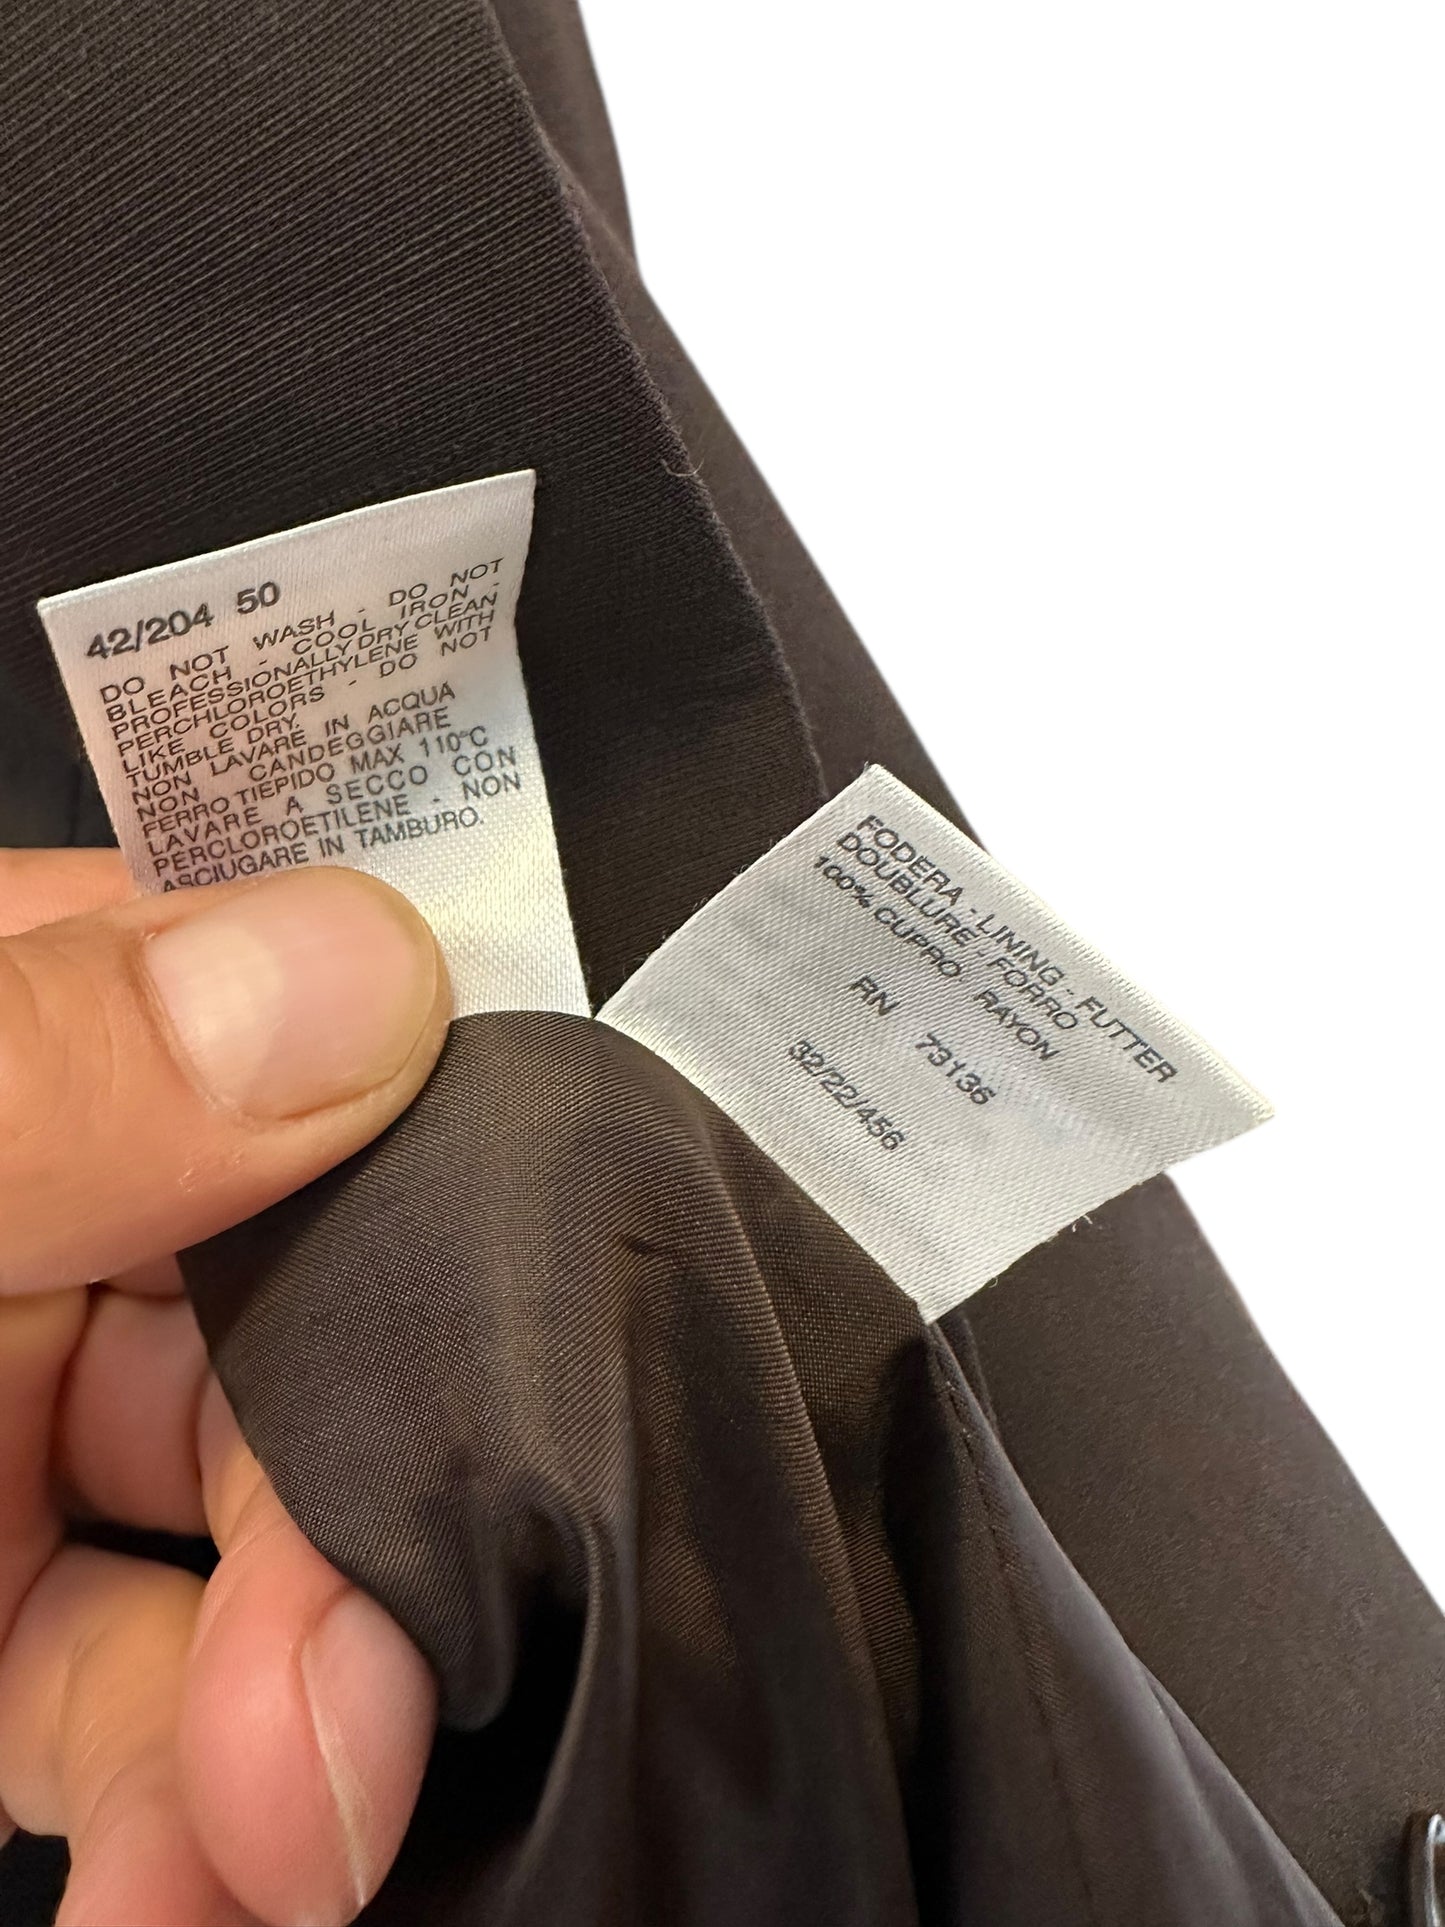 42/204 50
DO NOT WASH - DO NOT
BLEACH - COOL IRON -
PROFESSIONALLY DRY CLEAN
PERCHLOROETHYLENE WITH
LIKE COLORS - DO NOT
TUMBLE DRY.
NON LAVARE IN ACQUA
NON CANDEGGIARE
FERRO TIEPIDO MAX 110°C
LAVARE A SECCO CON
PERCLOROETILENE - NON
ASCIUGARE IN TAMBURO.
FODERA - LINING - FUTTER
DOUBLURE - FORRO
100% CUPRO RAYON
RN 73136
32/22/456